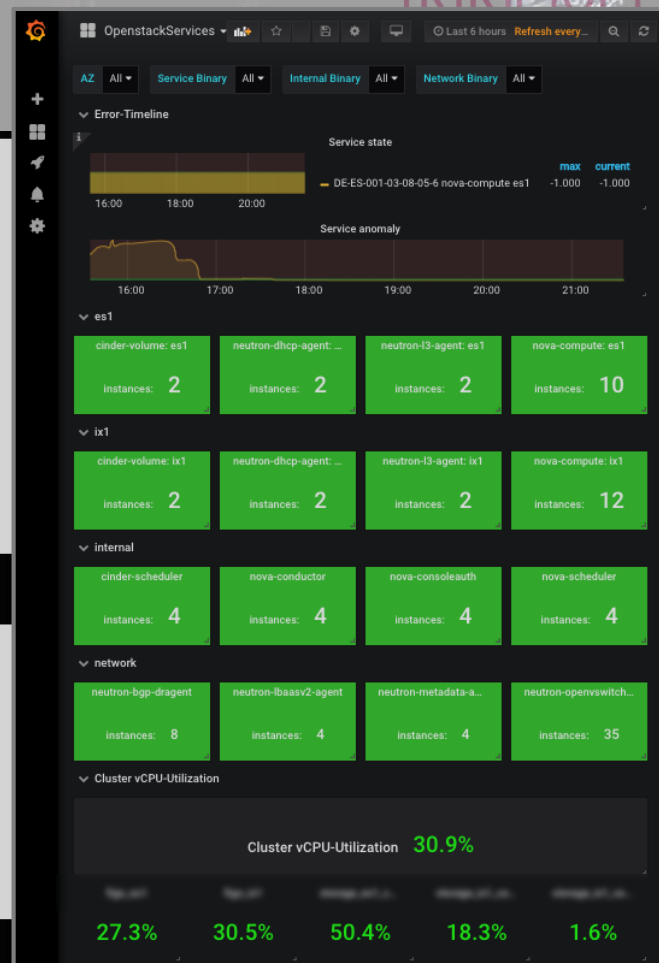 OpenstackServices
Last 6 hours Refresh every...
AZ All Service Binary All Internal Binary All Network Binary All
Error-Timeline
Service state
max current
DE-ES-001-03-08-05-6 nova-compute es1 -1.000 -1.000
16:00 18:00 20:00
Service anomaly
16:00 17:00 18:00 19:00 20:00 21:00
es1
cinder-volume: es1 neutron-dhcp-agent: ... neutron-l3-agent: es1 nova-compute: es1
instances: 2 instances: 2 instances: 2 instances: 10
ix1
cinder-volume: ix1 neutron-dhcp-agent: ... neutron-l3-agent: ix1 nova-compute: ix1
instances: 2 instances: 2 instances: 2 instances: 12
internal
cinder-scheduler nova-conductor nova-consoleauth nova-scheduler
instances: 4 instances: 4 instances: 4 instances: 4
network
neutron-bgp-dragent neutron-lbaasv2-agent neutron-metadata-a... neutron-openvswitch...
instances: 8 instances: 4 instances: 4 instances: 35
Cluster vCPU-Utilization
Cluster vCPU-Utilization 30.9%
27.3% 30.5% 50.4% 18.3% 1.6%